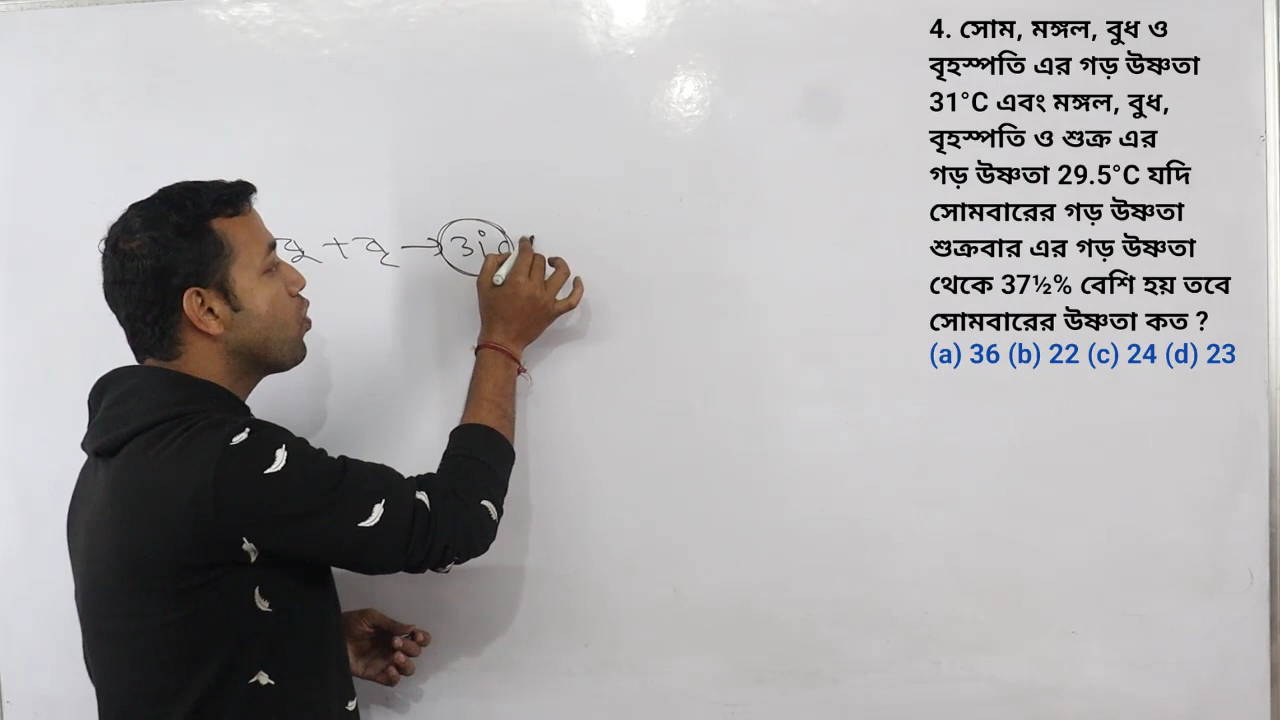 বৃ + বৃ → 31°
4. সোম, মঙ্গল, বুধ ও
বৃহস্পতি এর গড় উষ্ণতা
31°C এবং মঙ্গল, বুধ,
বৃহস্পতি ও শুক্র এর
গড় উষ্ণতা 29.5°C যদি
সোমবারের গড় উষ্ণতা
শুক্রবার এর গড় উষ্ণতা
থেকে 37½% বেশি হয় তবে
সোমবারের উষ্ণতা কত ?
(a) 36 (b) 22 (c) 24 (d) 23